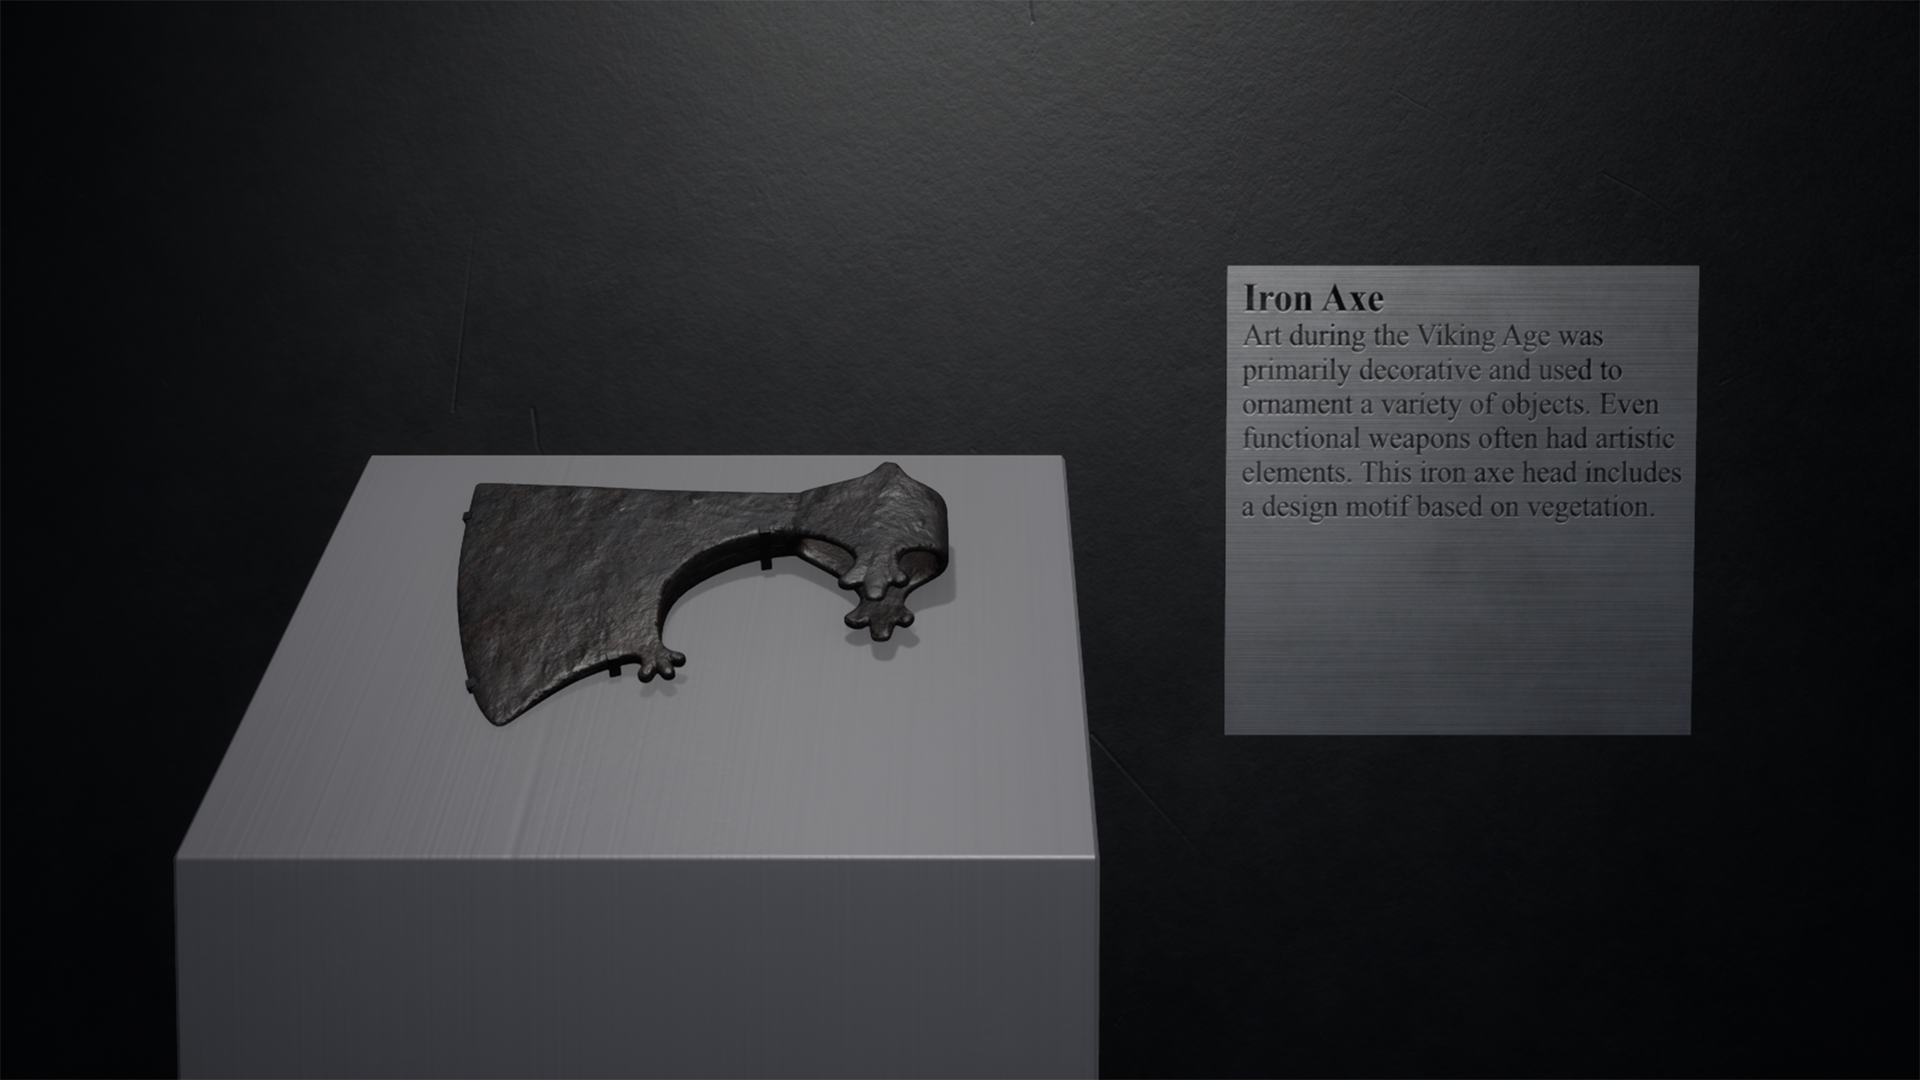 Iron Axe
Art during the Viking Age was
primarily decorative and used to
ornament a variety of objects. Even
functional weapons often had artistic
elements. This iron axe head includes
a design motif based on vegetation.